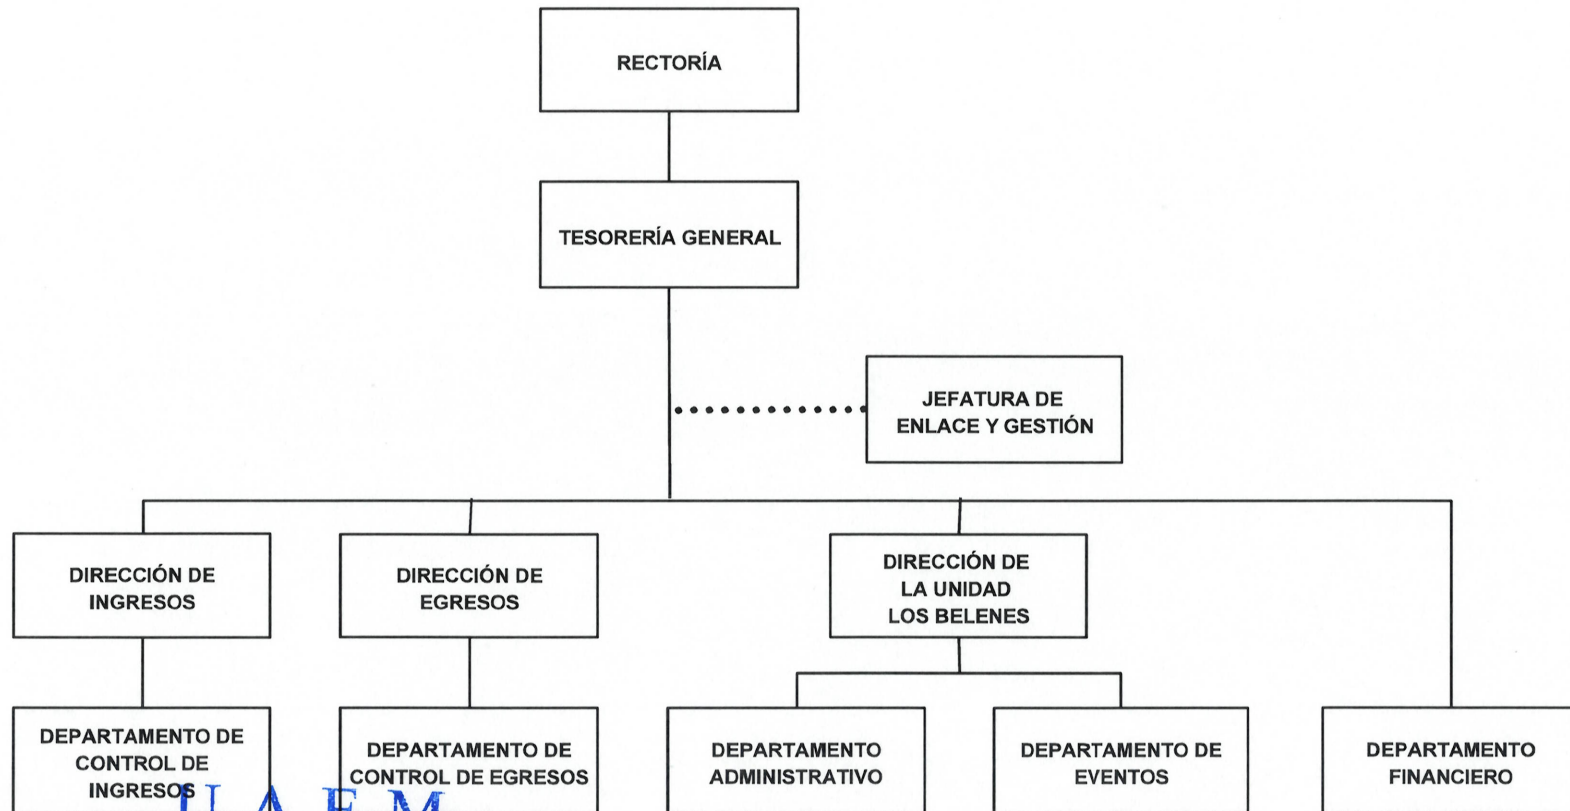 RECTORÍA
TESORERÍA GENERAL
JEFATURA DE
ENLACE Y GESTIÓN
DIRECCIÓN DE
INGRESOS
DIRECCIÓN DE
EGRESOS
DIRECCIÓN DE
LA UNIDAD
LOS BELENES
DEPARTAMENTO DE
CONTROL DE
INGRESOS
DEPARTAMENTO DE
CONTROL DE EGRESOS
DEPARTAMENTO
ADMINISTRATIVO
DEPARTAMENTO DE
EVENTOS
DEPARTAMENTO
FINANCIERO
U A E M